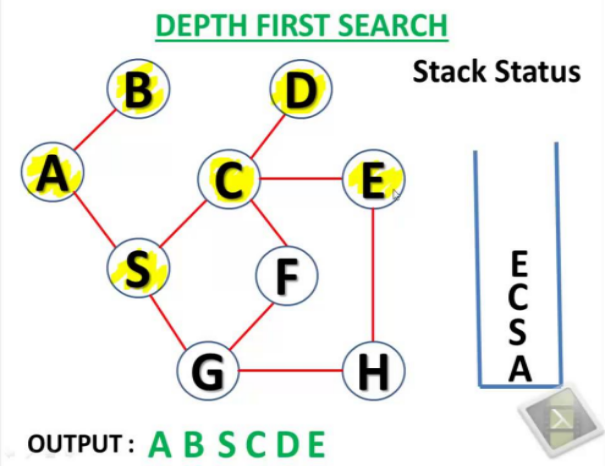 DEPTH FIRST SEARCH
Stack Status
B
D
A
C
E
S
F
G
H
E
C
S
A
OUTPUT : A B S C D E